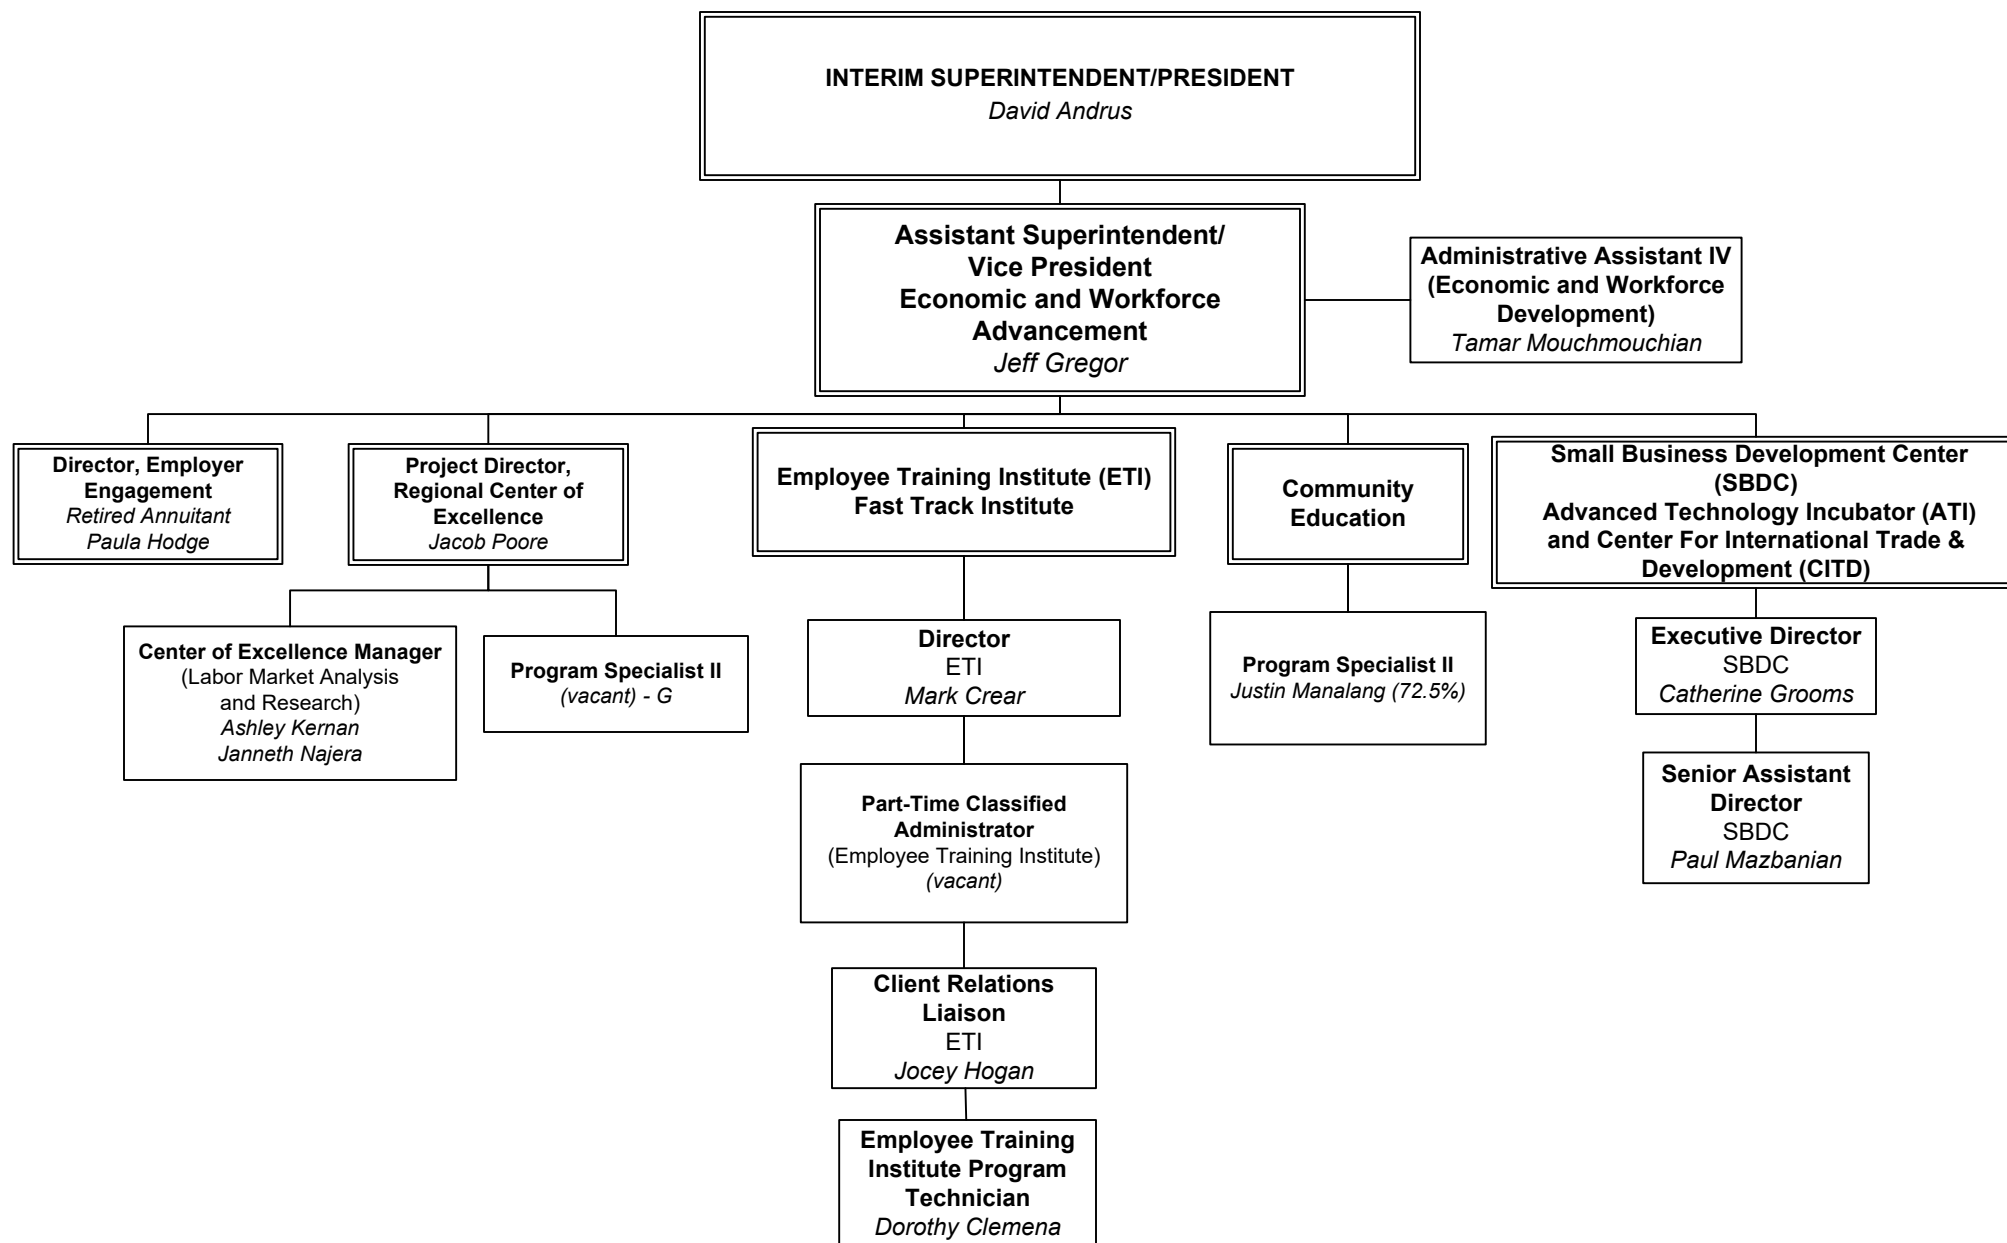 INTERIM SUPERINTENDENT/PRESIDENT
David Andrus
Assistant Superintendent/
Vice President
Economic and Workforce
Advancement
Jeff Gregor
Administrative Assistant IV
(Economic and Workforce
Development)
Tamar Mouchmouchian
Director, Employer
Engagement
Retired Annuitant
Paula Hodge
Project Director,
Regional Center of
Excellence
Jacob Poore
Employee Training Institute (ETI)
Fast Track Institute
Community
Education
Small Business Development Center
(SBDC)
Advanced Technology Incubator (ATI)
and Center For International Trade &
Development (CITD)
Center of Excellence Manager
(Labor Market Analysis
and Research)
Ashley Kernan
Janneth Najera
Program Specialist II
(vacant) - G
Director
ETI
Mark Crear
Program Specialist II
Justin Manalang (72.5%)
Executive Director
SBDC
Catherine Grooms
Senior Assistant
Director
SBDC
Paul Mazbanian
Part-Time Classified
Administrator
(Employee Training Institute)
(vacant)
Client Relations
Liaison
ETI
Jocey Hogan
Employee Training
Institute Program
Technician
Dorothy Clemena